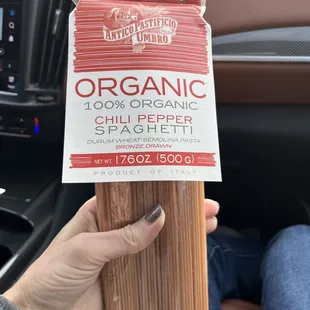 ANTICO PASTIFICIO
UMBRO
ORGANIC
100% ORGANIC
CHILI PEPPER
SPAGHETTI
DURUM WHEAT SEMOLINA PASTA
BRONZE DRAWN
NET WT. 17.6OZ (500 G)
PRODUCT OF ITALY